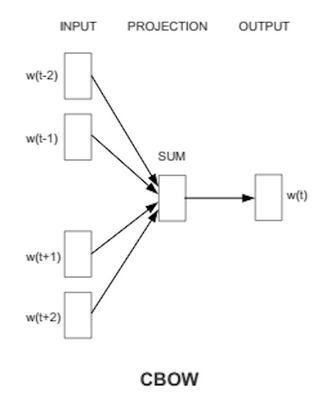 INPUT PROJECTION OUTPUT
w(t-2)
w(t-1)
SUM
w(t)
w(t+1)
w(t+2)
CBOW